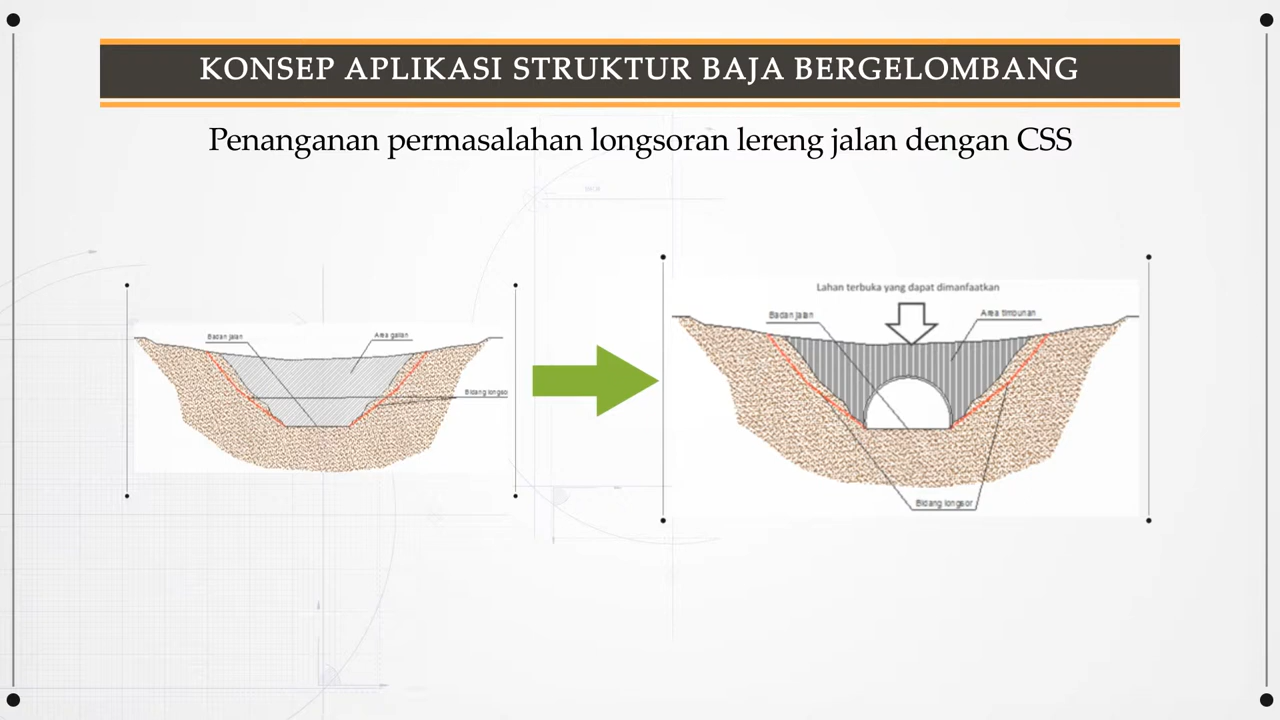 KONSEP APLIKASI STRUKTUR BAJA BERGELOMBANG
Penanganan permasalahan longsoran lereng jalan dengan CSS
Badan jalan
Area galian
Bidang longso
Lahan terbuka yang dapat dimanfaatkan
Badan jalan
Area timbunan
Bidang longsor